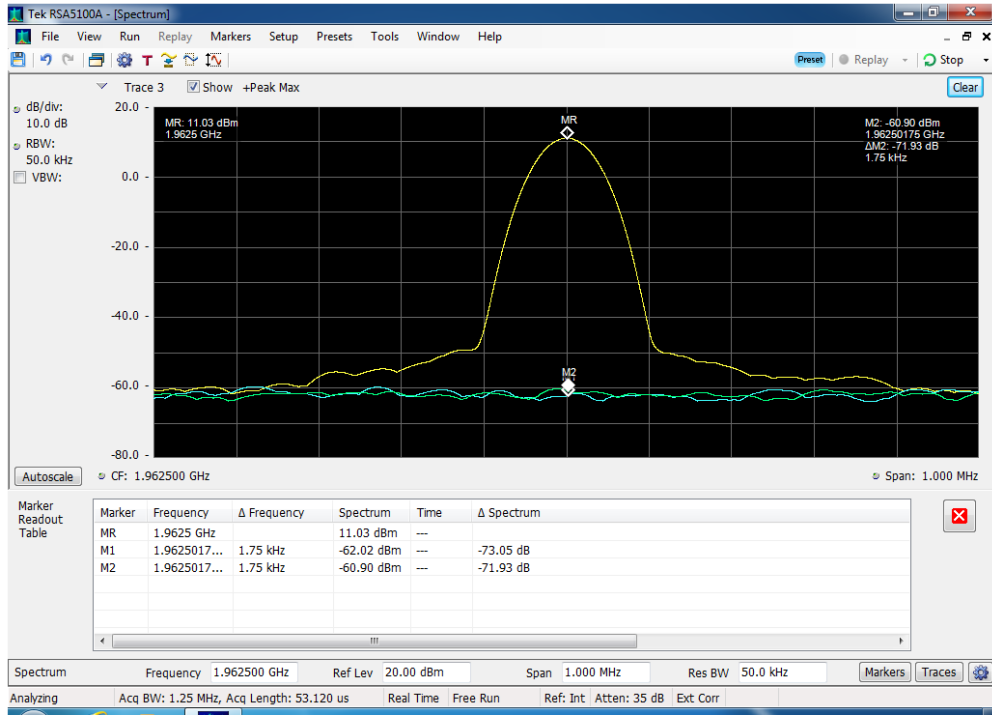 Tek RSA5100A - [Spectrum]
File View Run Replay Markers Setup Presets Tools Window Help
T Preset Replay Stop
Trace 3 Show +Peak Max Clear
dB/div:
10.0 dB
RBW:
50.0 kHz
VBW:
20.0 -
0.0 -
-20.0 -
-40.0 -
-60.0 -
-80.0 -
MR: 11.03 dBm
1.9625 GHz
MR
M2: -60.90 dBm
1.96250175 GHz
ΔM2: -71.93 dB
1.75 kHz
M2
Autoscale CF: 1.962500 GHz Span: 1.000 MHz
Marker
Readout
Table
Marker Frequency Δ Frequency Spectrum Time Δ Spectrum
MR 1.9625 GHz 11.03 dBm ---
M1 1.9625017... 1.75 kHz -62.02 dBm --- -73.05 dB
M2 1.9625017... 1.75 kHz -60.90 dBm --- -71.93 dB
Spectrum Frequency 1.962500 GHz Ref Lev 20.00 dBm Span 1.000 MHz Res BW 50.0 kHz Markers Traces
Analyzing Acq BW: 1.25 MHz, Acq Length: 53.120 us Real Time Free Run Ref: Int Atten: 35 dB Ext Corr